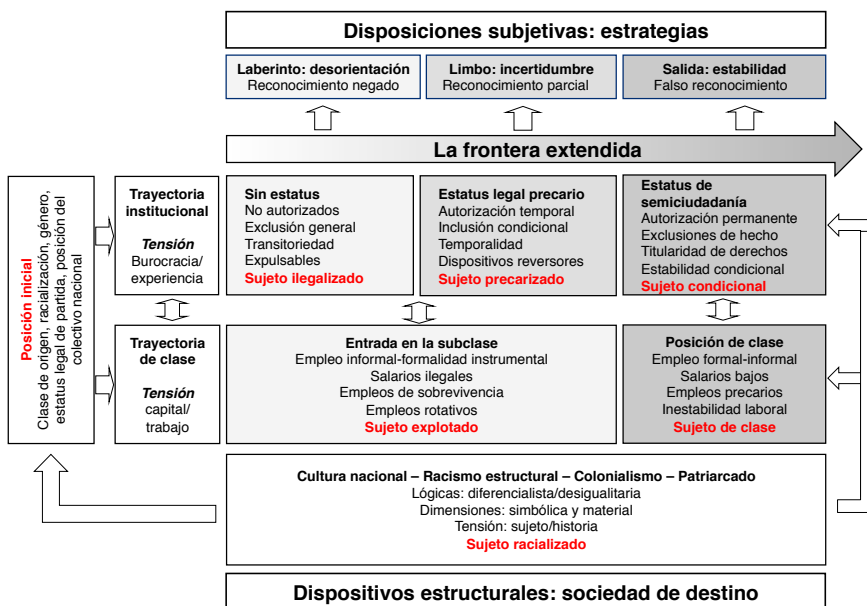 Disposiciones subjetivas: estrategias
Laberinto: desorientación
Reconocimiento negado
Limbo: incertidumbre
Reconocimiento parcial
Salida: estabilidad
Falso reconocimiento
La frontera extendida
Posición inicial
Clase de origen, racialización, género,
estatus legal de partida, posición del
colectivo nacional
Trayectoria
institucional
Tensión
Burocracia/
experiencia
Sin estatus
No autorizados
Exclusión general
Transitoriedad
Expulsables
Sujeto ilegalizado
Estatus legal precario
Autorización temporal
Inclusión condicional
Temporalidad
Dispositivos reversores
Sujeto precarizado
Estatus de
semiciudadanía
Autorización permanente
Exclusiones de hecho
Titularidad de derechos
Estabilidad condicional
Sujeto condicional
Trayectoria
de clase
Tensión
capital/
trabajo
Entrada en la subclase
Empleo informal-formalidad instrumental
Salarios ilegales
Empleos de sobrevivencia
Empleos rotativos
Sujeto explotado
Posición de clase
Empleo formal-informal
Salarios bajos
Empleos precarios
Inestabilidad laboral
Sujeto de clase
Cultura nacional – Racismo estructural – Colonialismo – Patriarcado
Lógicas: diferencialista/desigualitaria
Dimensiones: simbólica y material
Tensión: sujeto/historia
Sujeto racializado
Dispositivos estructurales: sociedad de destino